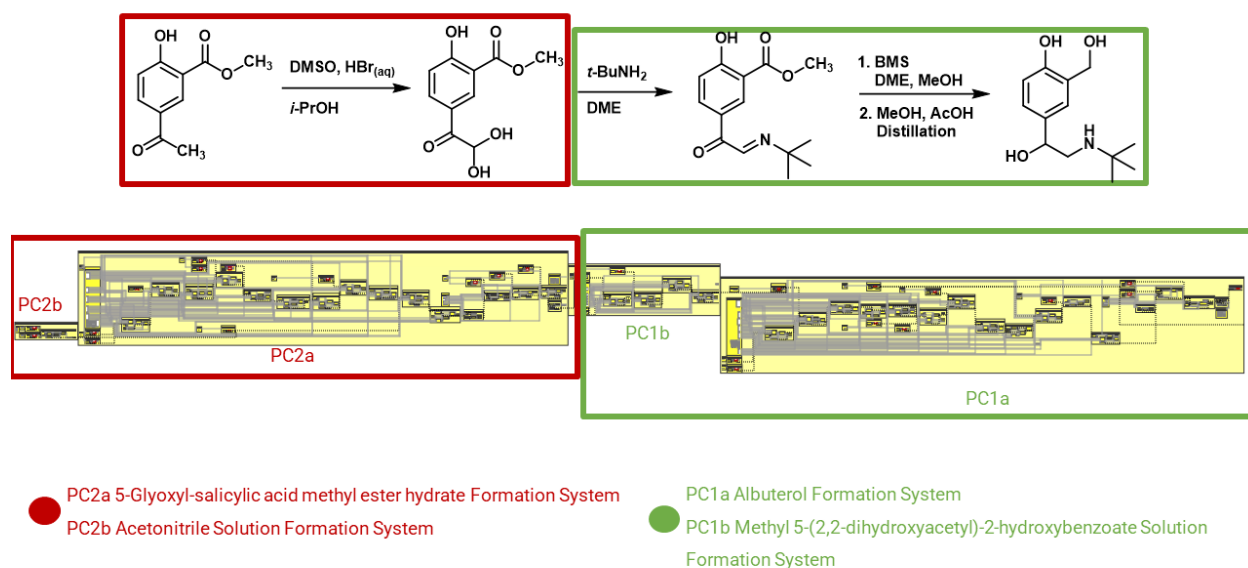 OH
O
O
CH₃
O
CH₃
DMSO, HBr(aq)
i-PrOH
OH
O
O
CH₃
O
OH
OH
t-BuNH₂
DME
OH
O
O
CH₃
O
N
1. BMS
DME, MeOH
2. MeOH, AcOH
Distillation
OH
OH
HO
H
N
PC2b
PC2a
PC1b
PC1a
PC2a 5-Glyoxyl-salicylic acid methyl ester hydrate Formation System
PC2b Acetonitrile Solution Formation System
PC1a Albuterol Formation System
PC1b Methyl 5-(2,2-dihydroxyacetyl)-2-hydroxybenzoate Solution
Formation System